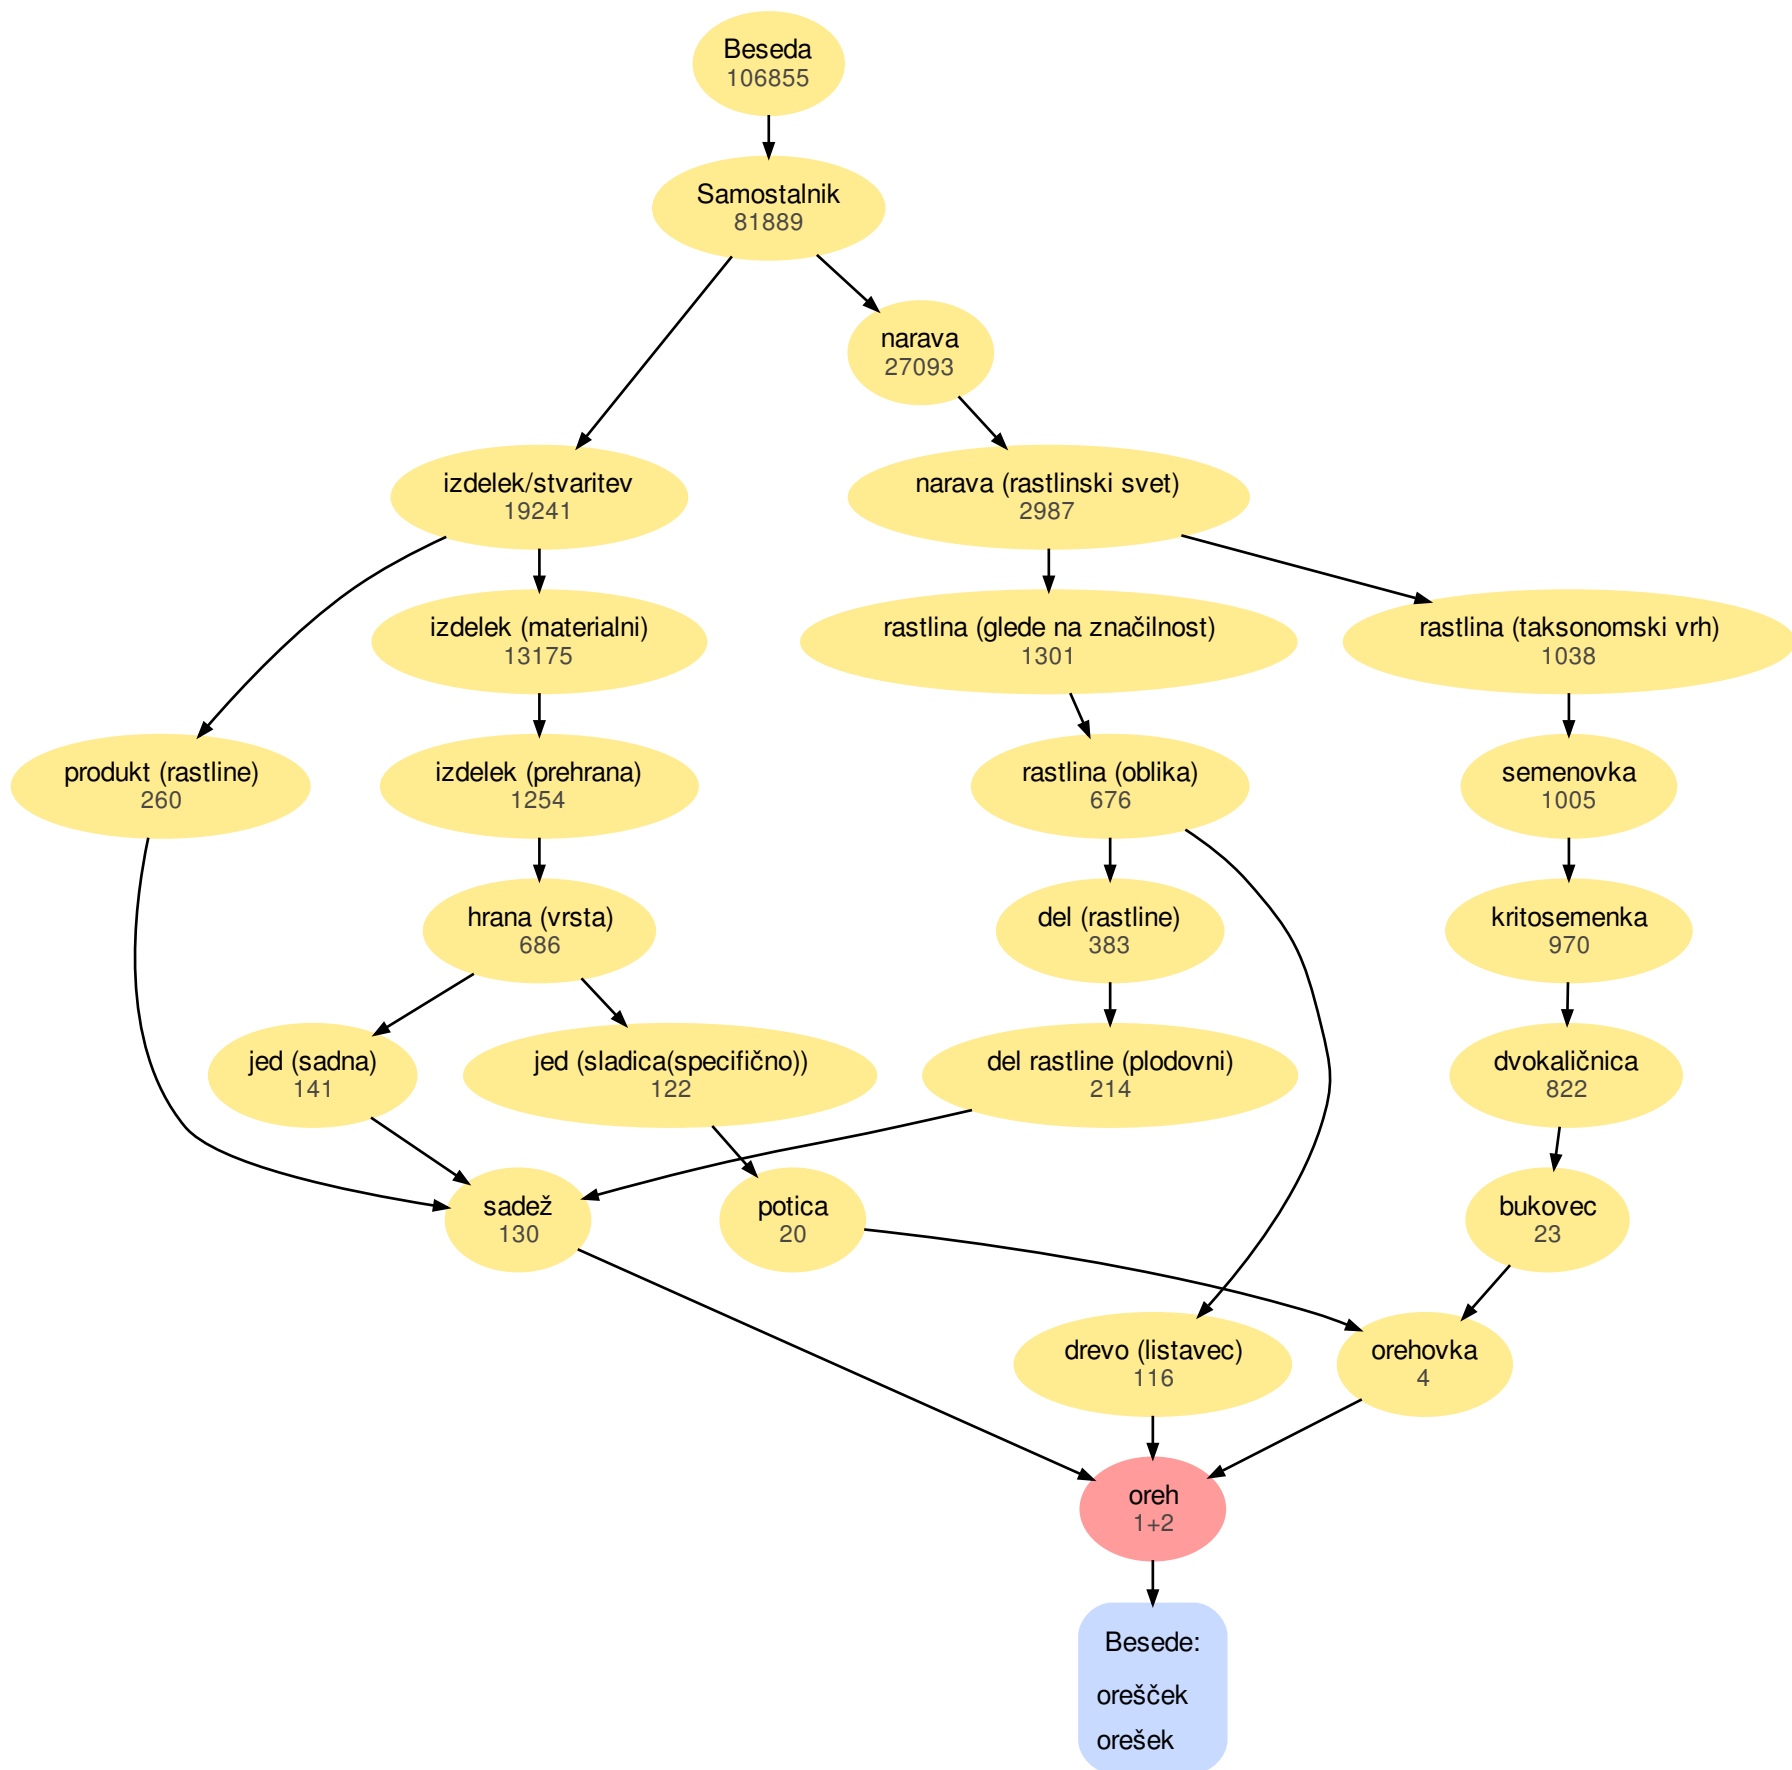 Beseda
106855
Samostalnik
81889
narava
27093
izdelek/stvaritev
19241
narava (rastlinski svet)
2987
izdelek (materialni)
13175
rastlina (glede na značilnost)
1301
rastlina (taksonomski vrh)
1038
produkt (rastline)
260
izdelek (prehrana)
1254
rastlina (oblika)
676
semenovka
1005
hrana (vrsta)
686
del (rastline)
383
kritosemenka
970
jed (sadna)
141
jed (sladica(specifično))
122
del rastline (plodovni)
214
dvokaličnica
822
sadež
130
potica
20
bukovec
23
drevo (listavec)
116
orehovka
4
oreh
1+2
Besede:
orešček
orešek